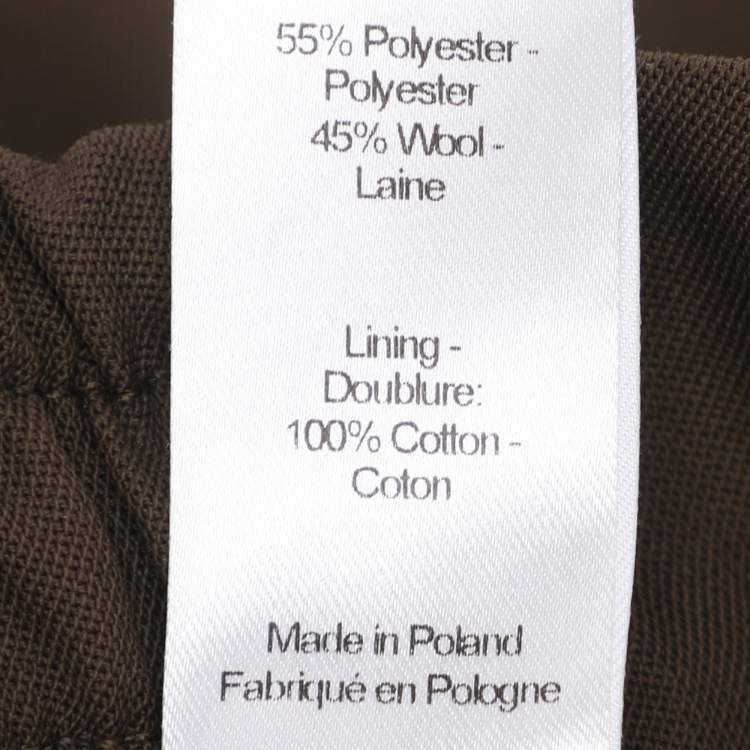 55% Polyester -
Polyester
45% Wool -
Laine
Lining -
Doublure:
100% Cotton -
Coton
Made in Poland
Fabriqué en Pologne